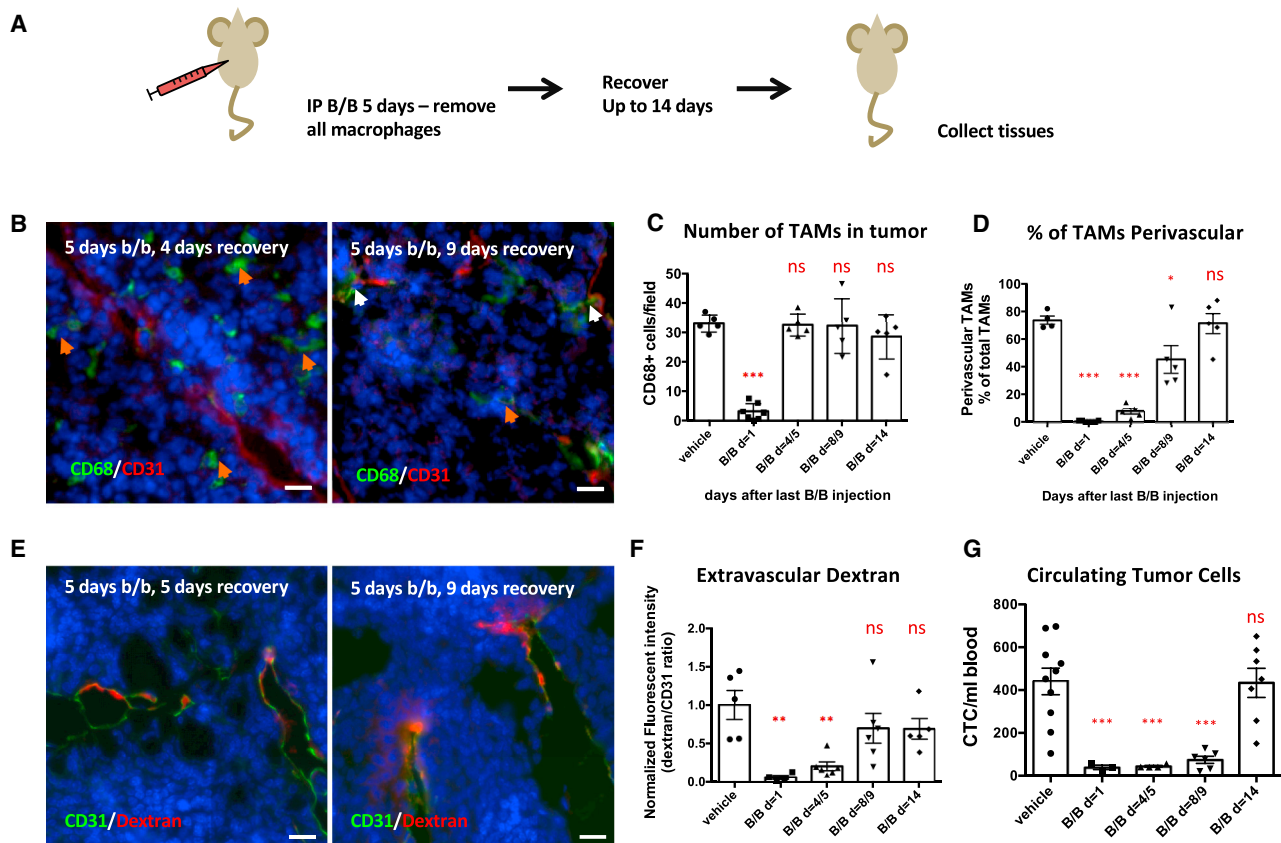 A
IP B/B 5 days – remove
all macrophages
Recover
Up to 14 days
Collect tissues
B
5 days b/b, 4 days recovery
CD68/CD31
5 days b/b, 9 days recovery
CD68/CD31
C
Number of TAMs in tumor
CD68+ cells/field
50
40
30
20
10
0
***
ns
ns
ns
vehicle
B/B d=1
B/B d=4/5
B/B d=8/9
B/B d=14
days after last B/B injection
D
% of TAMs Perivascular
Perivascular TAMs
% of total TAMs
100
80
60
40
20
0
***
***
*
ns
vehicle
B/B d=1
B/B d=4/5
B/B d=8/9
B/B d=14
Days after last B/B injection
E
5 days b/b, 5 days recovery
CD31/Dextran
5 days b/b, 9 days recovery
CD31/Dextran
F
Extravascular Dextran
Normalized Fluorescent intensity
(dextran/CD31 ratio)
2.0
1.5
1.0
0.5
0.0
**
**
ns
ns
vehicle
B/B d=1
B/B d=4/5
B/B d=8/9
B/B d=14
G
Circulating Tumor Cells
CTC/ml blood
800
600
400
200
0
***
***
***
ns
vehicle
B/B d=1
B/B d=4/5
B/B d=8/9
B/B d=14